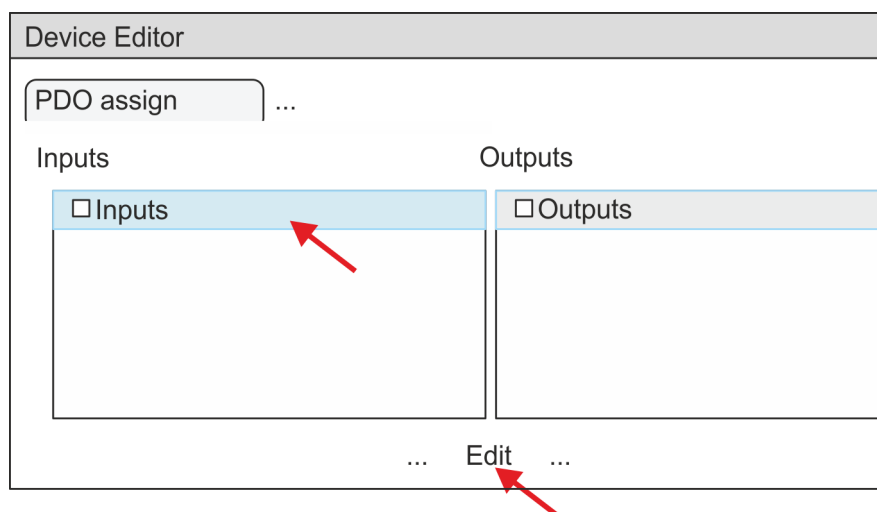 Device Editor
PDO assign ...
Inputs Outputs
Inputs Outputs
... Edit ...